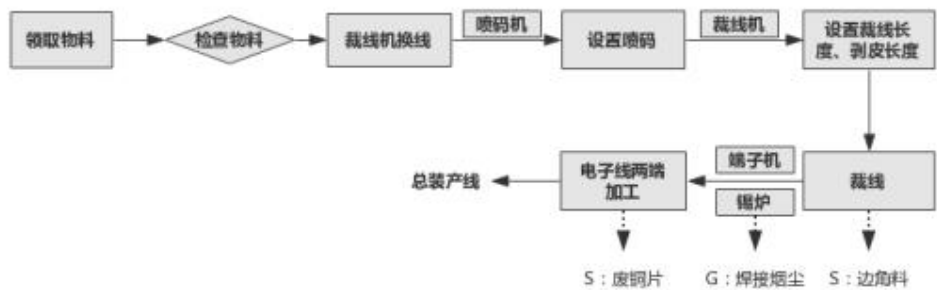 领取物料
检查物料
裁线机换线
喷码机
设置喷码
裁线机
设置裁线长
度、剥皮长度
总装产线
电子线两端
加工
端子机
锡炉
裁线
S：废铜片
G：焊接烟尘
S：边角料